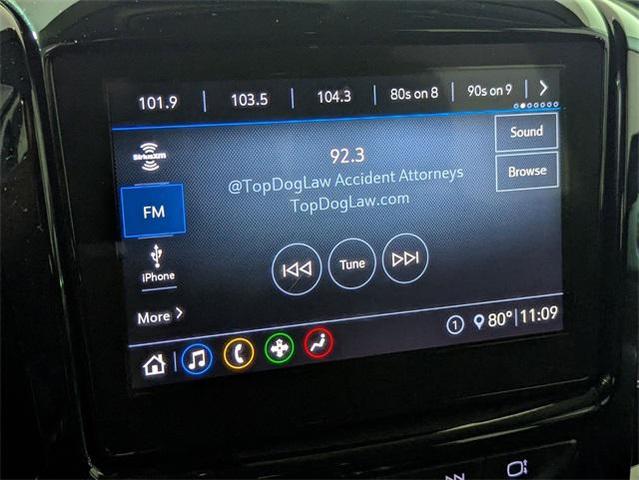 101.9 103.5 104.3 80s on 8 90s on 9
SiriusXM
92.3
Sound
@TopDogLaw Accident Attorneys
Browse
FM
TopDogLaw.com
iPhone
Tune
More
1 80° 11:09